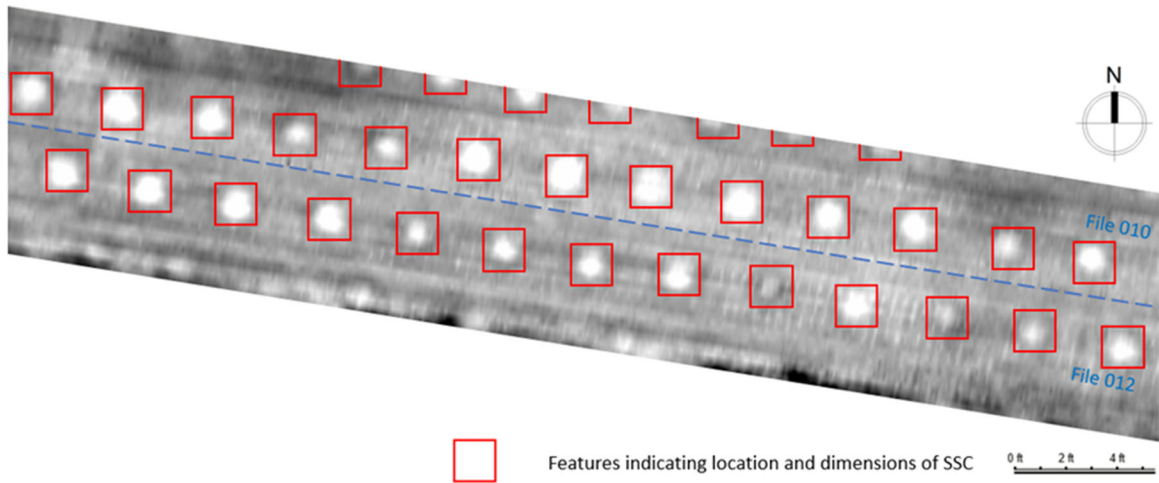 N
File 010
File 012
Features indicating location and dimensions of SSC
0 ft 2 ft 4 ft